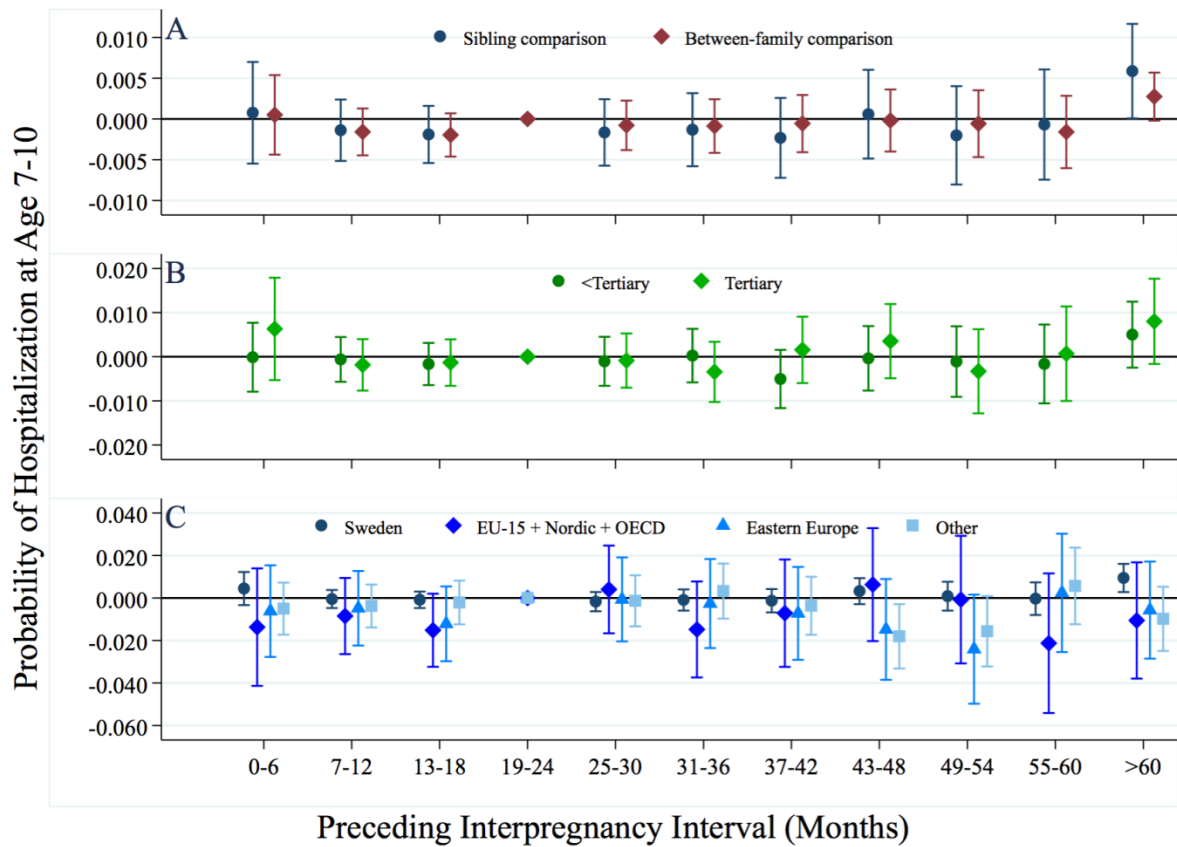 Probability of Hospitalization at Age 7-10
A
Sibling comparison Between-family comparison
0.010
0.005
0.000
-0.005
-0.010
B
<Tertiary Tertiary
0.020
0.010
0.000
-0.010
-0.020
C
Sweden EU-15 + Nordic + OECD Eastern Europe Other
0.040
0.020
0.000
-0.020
-0.040
-0.060
0-6 7-12 13-18 19-24 25-30 31-36 37-42 43-48 49-54 55-60 >60
Preceding Interpregnancy Interval (Months)